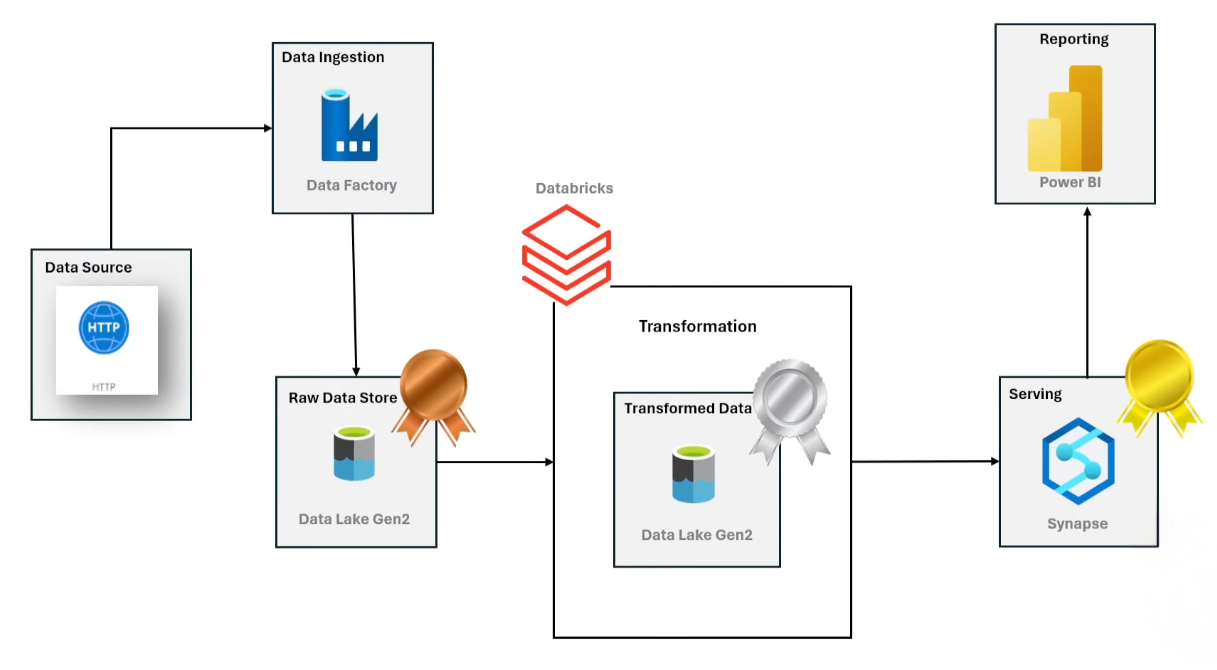 Data Source
HTTP
HTTP
Data Ingestion
Data Factory
Raw Data Store
Data Lake Gen2
Databricks
Transformation
Transformed Data
Data Lake Gen2
Serving
Synapse
Reporting
Power BI